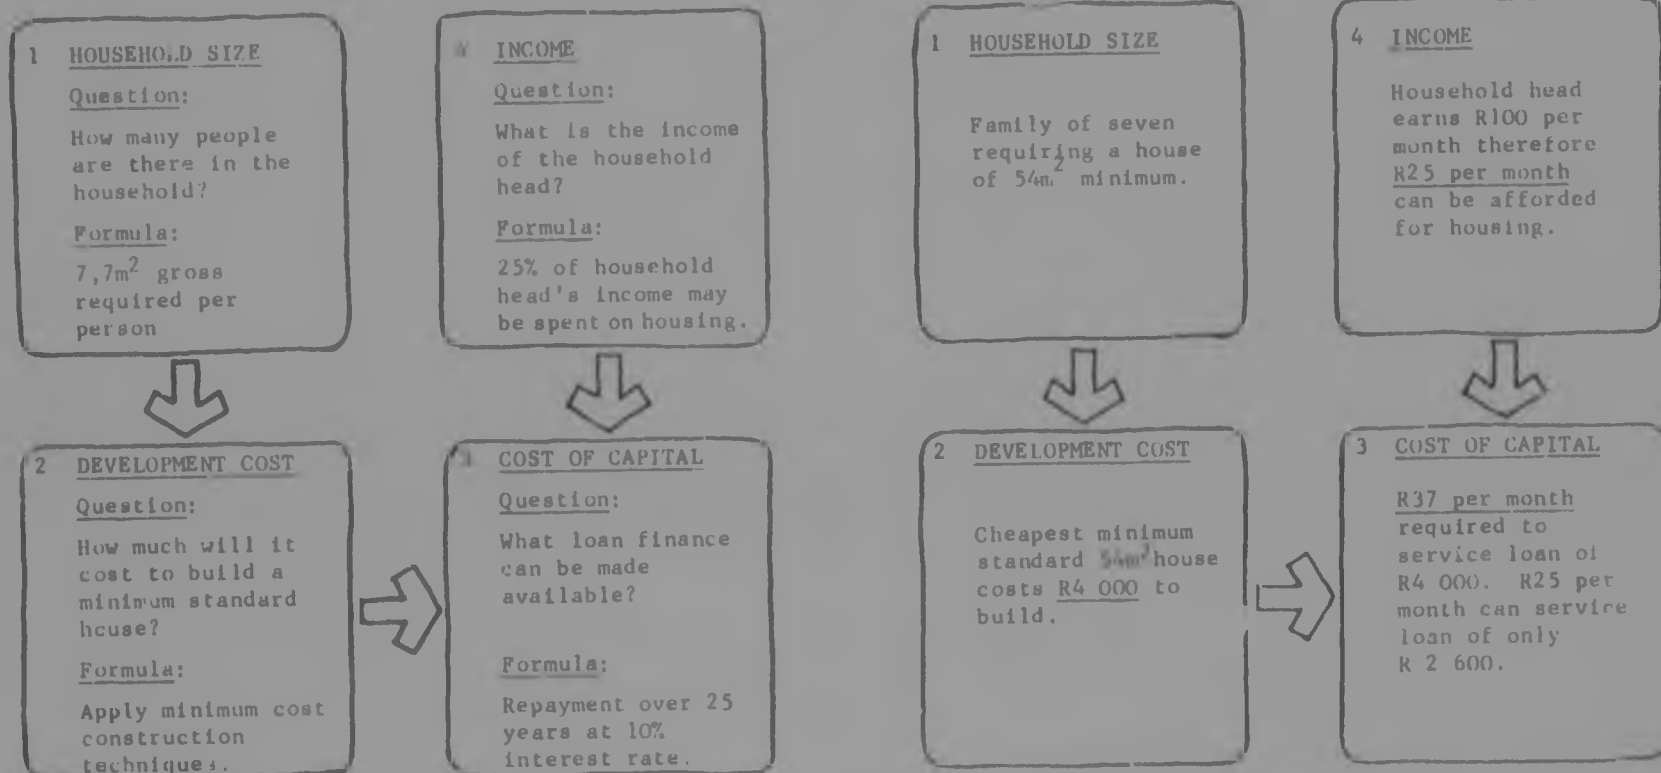 1 HOUSEHOLD SIZE
Question:
How many people
are there in the
household?
Formula:
7,7m² gross
required per
person
INCOME
Question:
What is the income
of the household
head?
Formula:
25% of household
head's income may
be spent on housing.
2 DEVELOPMENT COST
Question:
How much will it
cost to build a
minimum standard
house?
Formula:
Apply minimum cost
construction
techniques.
COST OF CAPITAL
Question:
What loan finance
can be made
available?
Formula:
Repayment over 25
years at 10%
interest rate.
1 HOUSEHOLD SIZE
Family of seven
requiring a house
of 54m² minimum.
4 INCOME
Household head
earns R100 per
month therefore
R25 per month
can be afforded
for housing.
2 DEVELOPMENT COST
Cheapest minimum
standard 54m² house
costs R4 000 to
build.
3 COST OF CAPITAL
R37 per month
required to
service loan of
R4 000. R25 per
month can service
loan of only
R 2 600.